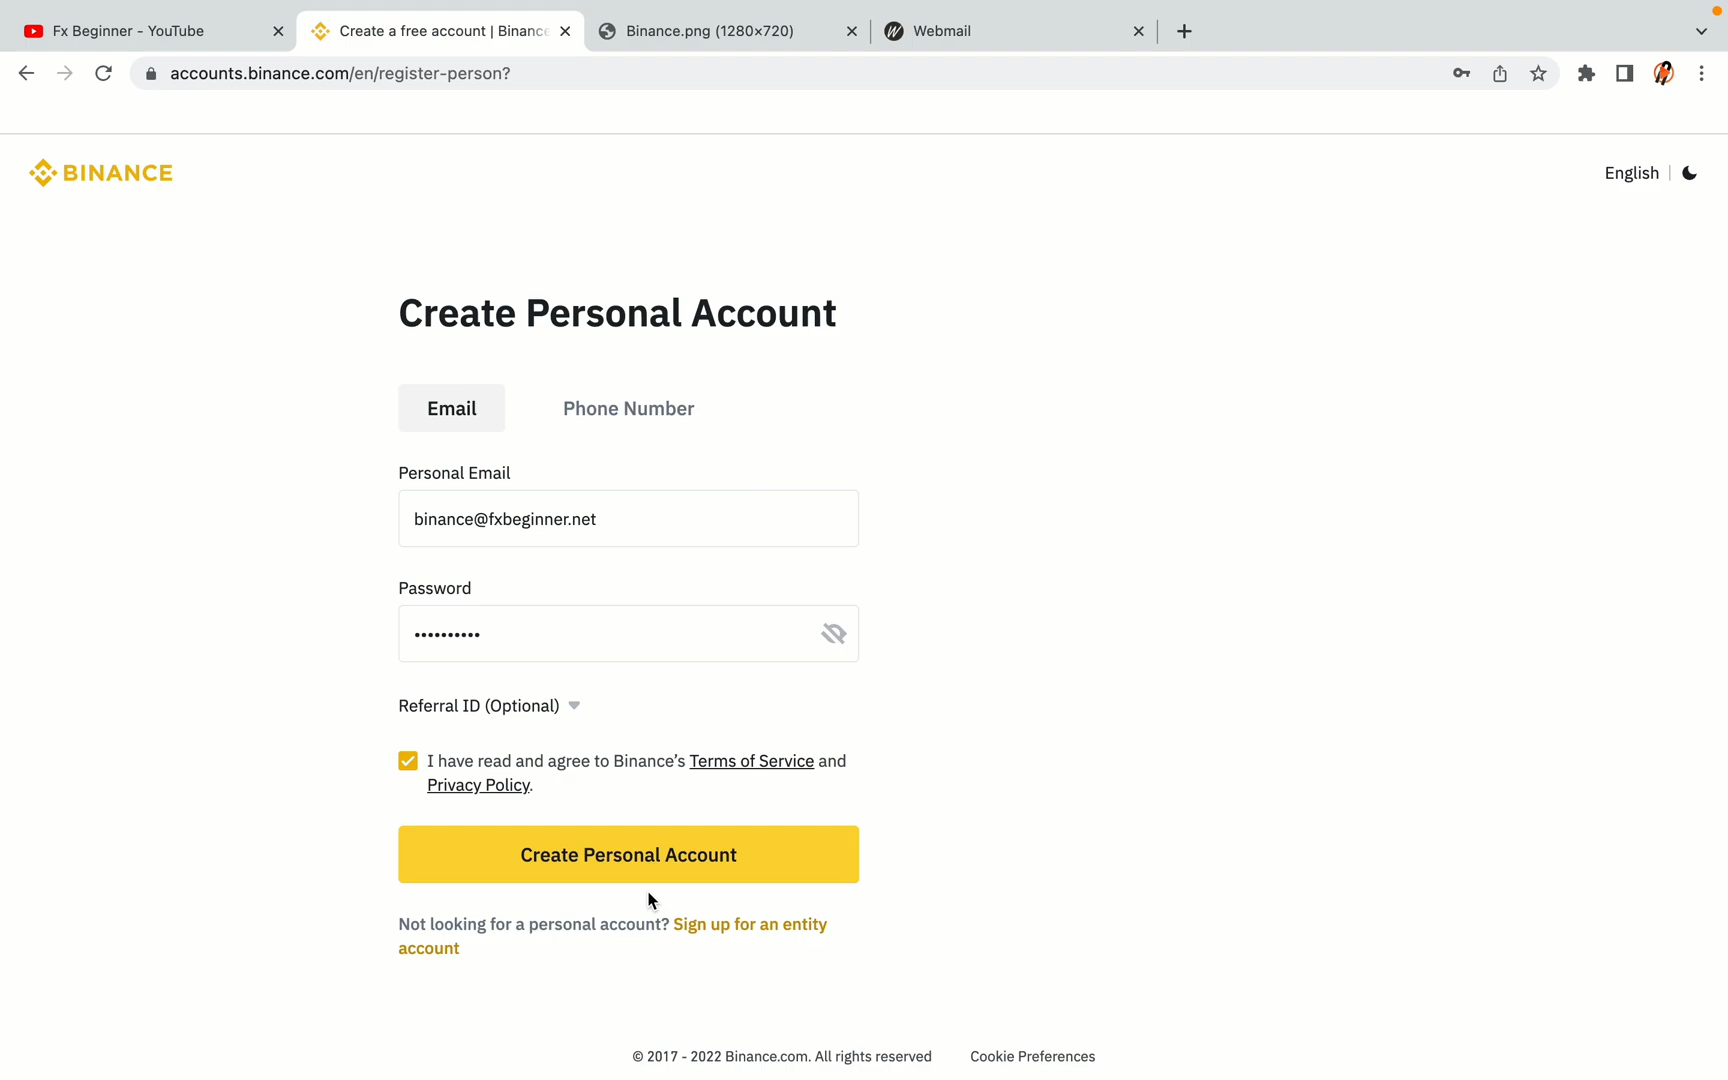 Fx Beginner - YouTube
Create a free account | Binance
Binance.png (1280×720)
Webmail
accounts.binance.com/en/register-person?
BINANCE
English
Create Personal Account
Email
Phone Number
Personal Email
binance@fxbeginner.net
Password
••••••••••
Referral ID (Optional)
I have read and agree to Binance’s Terms of Service and
Privacy Policy.
Create Personal Account
Not looking for a personal account? Sign up for an entity
account
© 2017 - 2022 Binance.com. All rights reserved
Cookie Preferences